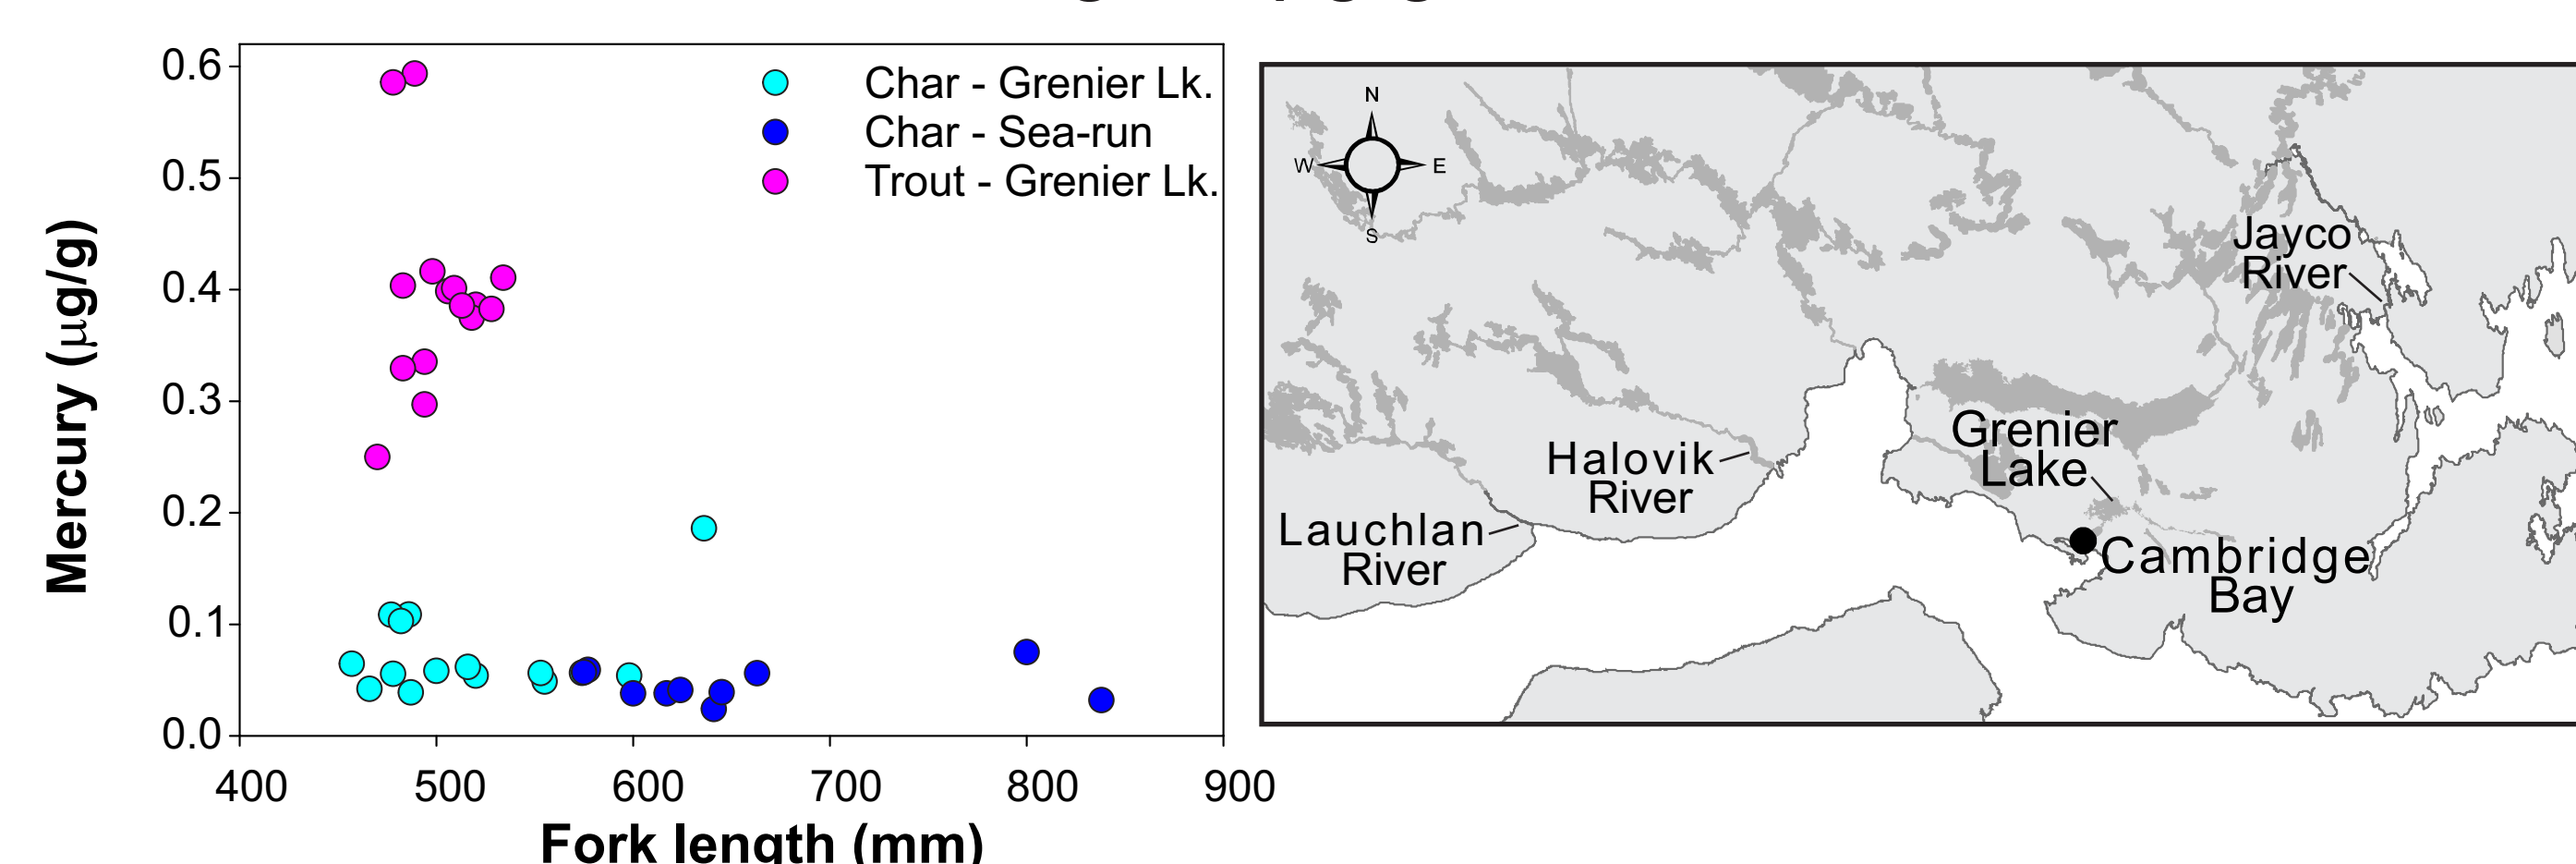 0.6
0.5
0.4
0.3
0.2
0.1
0.0
400 500 600 700 800 900
Mercury (µg/g)
Fork length (mm)
Char - Grenier Lk.
Char - Sea-run
Trout - Grenier Lk.
N
W E
S
Jayco
River
Grenier
Lake
Halovik
River
Lauchlan
River
Cambridge
Bay